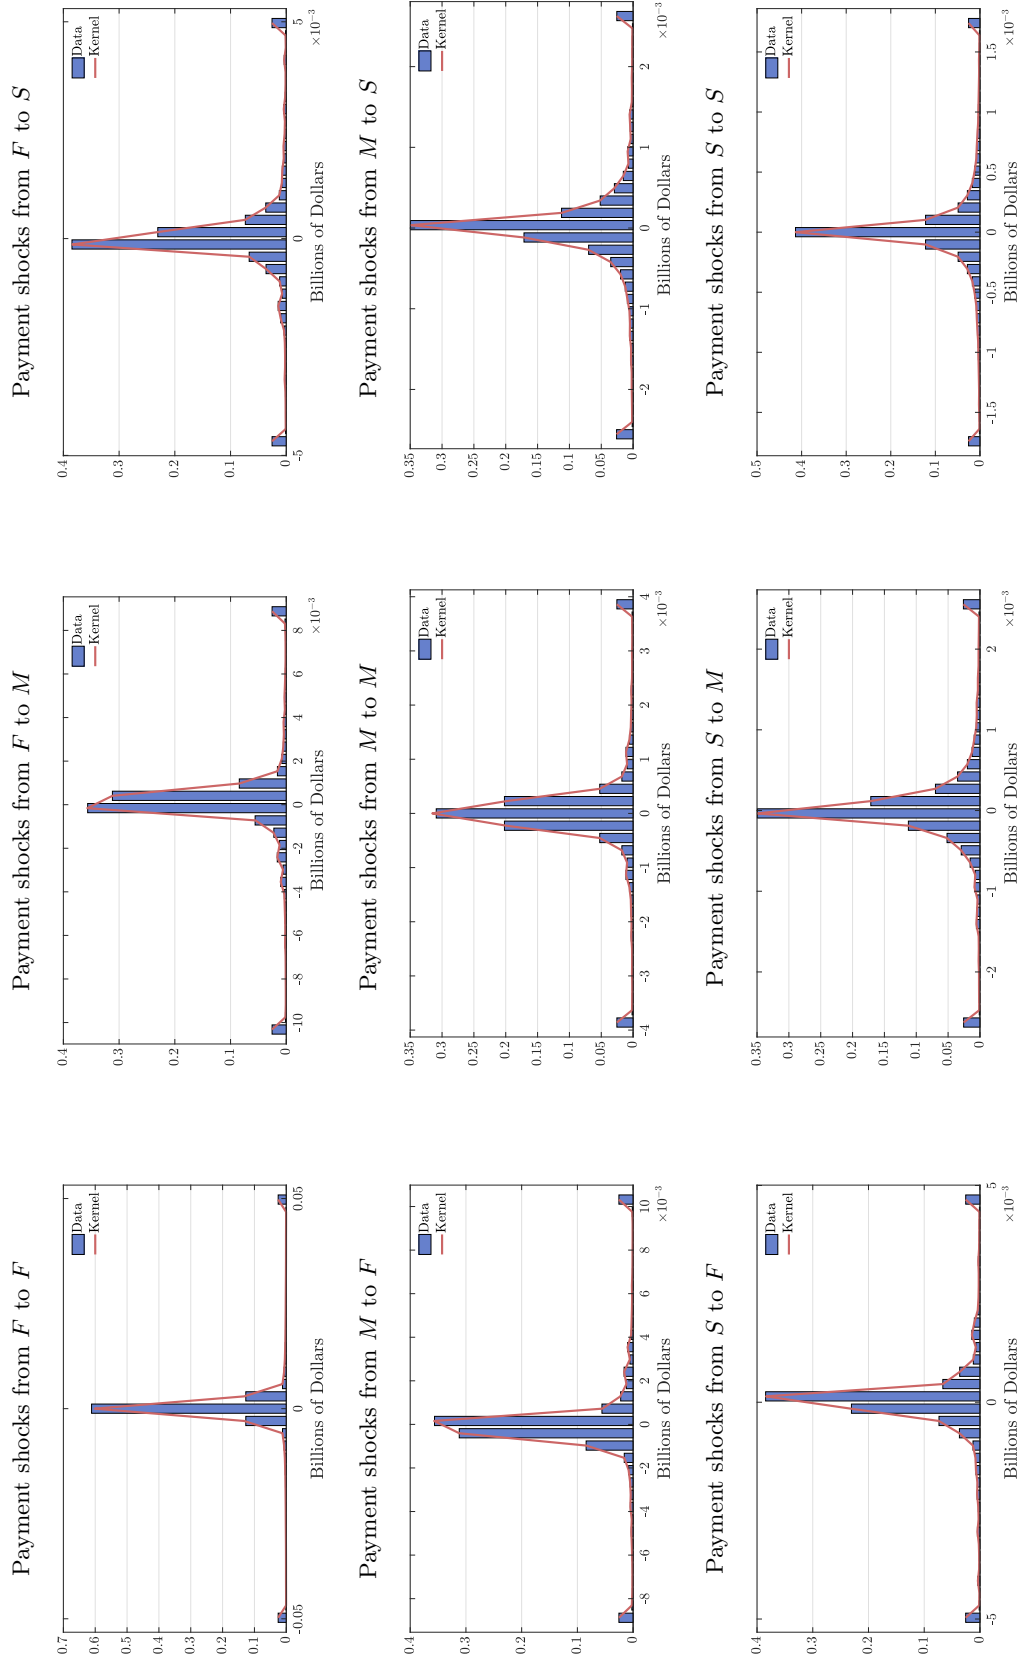 Payment shocks from F to F
0.7
0.6
0.5
0.4
0.3
0.2
0.1
0
Data
Kernel
-0.05 0 0.05
Billions of Dollars
Payment shocks from F to M
0.4
0.3
0.2
0.1
0
Data
Kernel
-10 -8 -6 -4 -2 0 2 4 6 8
×10⁻³
Billions of Dollars
Payment shocks from F to S
0.4
0.3
0.2
0.1
0
Data
Kernel
-5 0 5
×10⁻³
Billions of Dollars
Payment shocks from M to F
0.4
0.3
0.2
0.1
0
Data
Kernel
-8 -6 -4 -2 0 2 4 6 8 10
×10⁻³
Billions of Dollars
Payment shocks from M to M
0.35
0.3
0.25
0.2
0.15
0.1
0.05
0
Data
Kernel
-4 -3 -2 -1 0 1 2 3 4
×10⁻³
Billions of Dollars
Payment shocks from M to S
0.35
0.3
0.25
0.2
0.15
0.1
0.05
0
Data
Kernel
-2 -1 0 1 2
×10⁻³
Billions of Dollars
Payment shocks from S to F
0.4
0.3
0.2
0.1
0
Data
Kernel
-5 0 5
×10⁻³
Billions of Dollars
Payment shocks from S to M
0.35
0.3
0.25
0.2
0.15
0.1
0.05
0
Data
Kernel
-2 -1 0 1 2
×10⁻³
Billions of Dollars
Payment shocks from S to S
0.5
0.4
0.3
0.2
0.1
0
Data
Kernel
-1.5 -1 -0.5 0 0.5 1 1.5
×10⁻³
Billions of Dollars